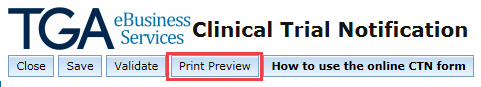 TGA eBusiness Services Clinical Trial Notification
Close Save Validate Print Preview How to use the online CTN form